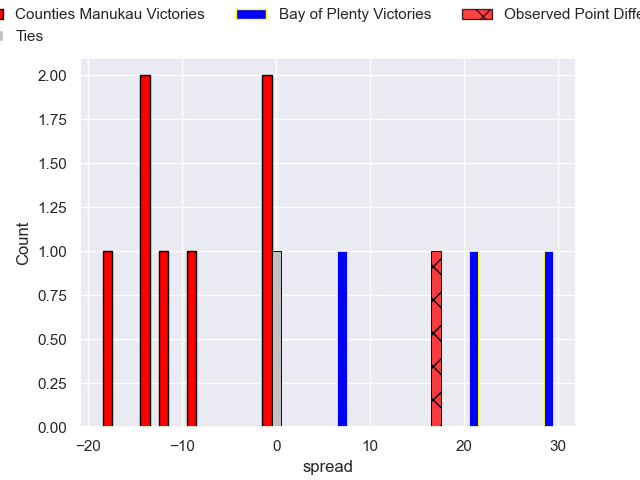 Counties Manukau Victories Bay of Plenty Victories Observed Point Diffe
Ties
2.00
1.75
1.50
1.25
1.00
0.75
0.50
0.25
0.00
Count
−20 −10 0 10 20 30
spread